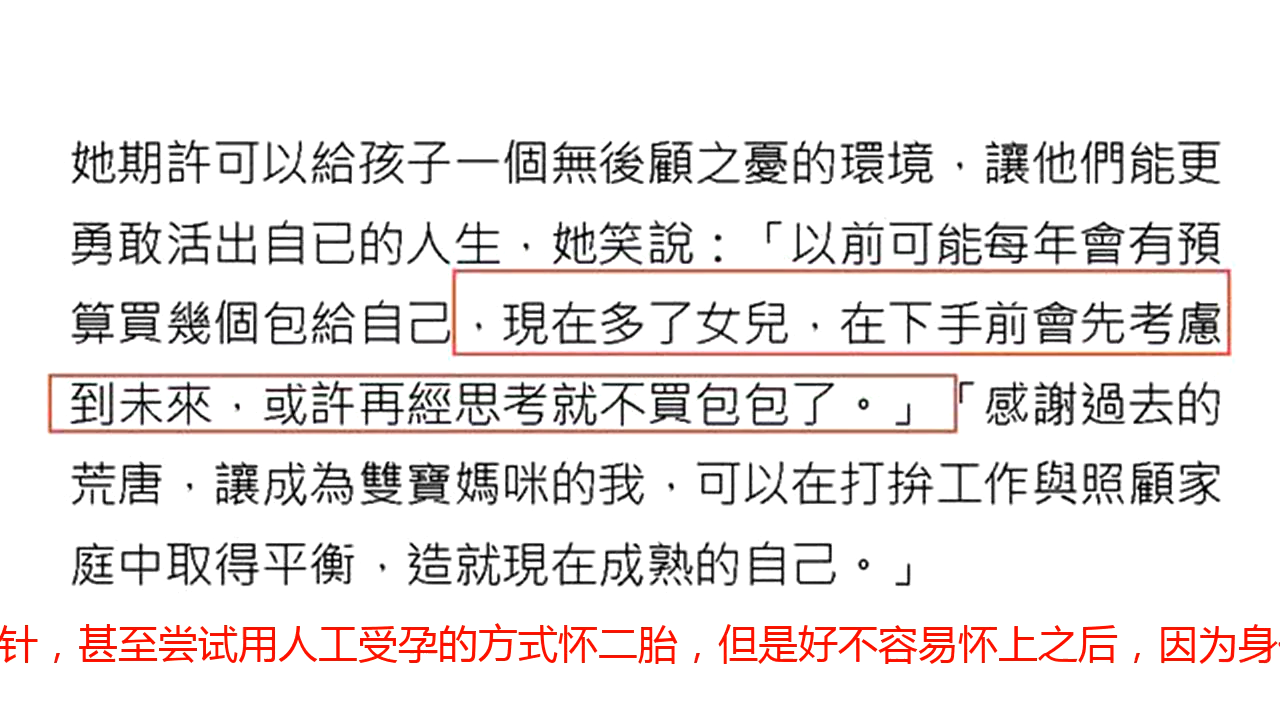 她期許可以給孩子一個無後顧之憂的環境，讓他們能更
勇敢活出自己的人生，她笑說：「以前可能每年會有預
算買幾個包給自己，現在多了女兒，在下手前會先考慮
到未來，或許再經思考就不買包包了。」「感謝過去的
荒唐，讓成為雙寶媽咪的我，可以在打拚工作與照顧家
庭中取得平衡，造就現在成熟的自己。」
针，甚至尝试用人工受孕的方式怀二胎，但是好不容易怀上之后，因为身